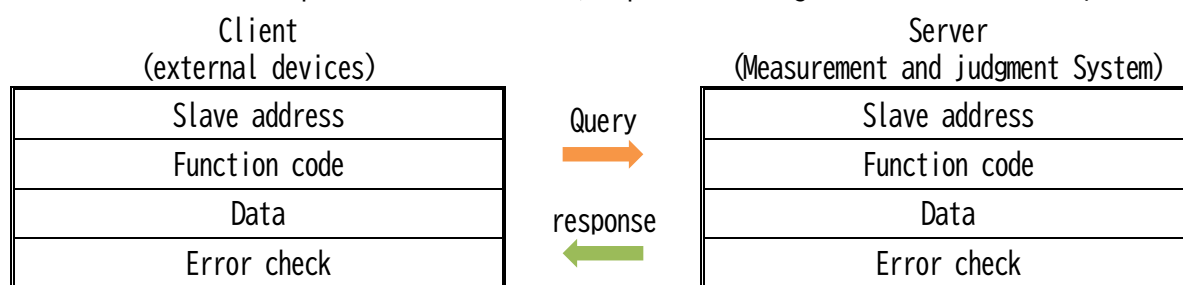 Client
(external devices)
Server
(Measurement and judgment System)
Slave address
Function code
Data
Error check
Query
response
Slave address
Function code
Data
Error check